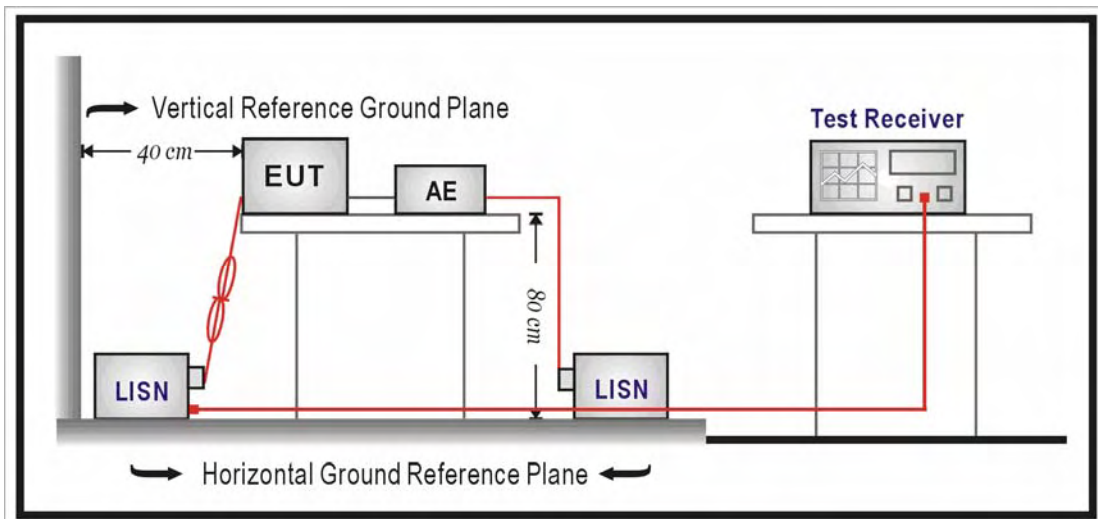 Vertical Reference Ground Plane
40 cm
Test Receiver
EUT
AE
80 cm
LISN
LISN
Horizontal Ground Reference Plane